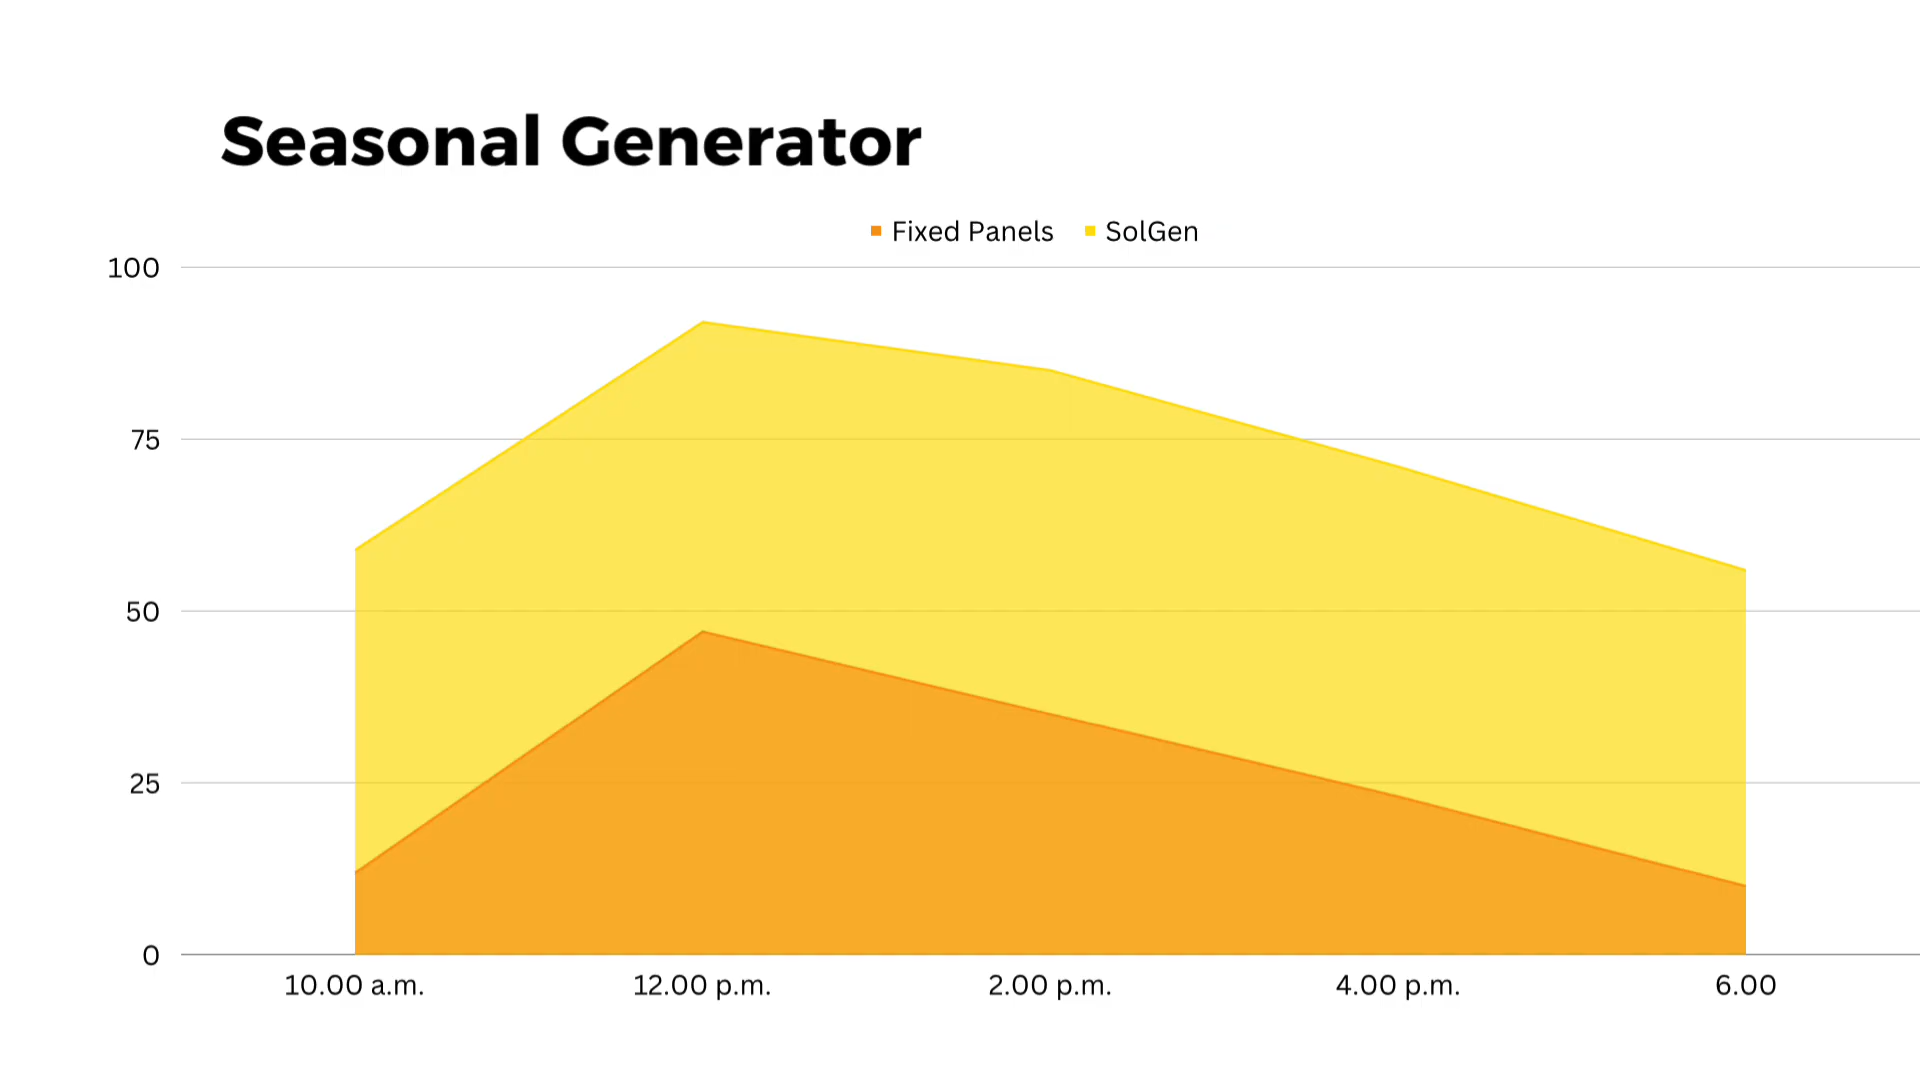 Seasonal Generator
Fixed Panels SolGen
100
75
50
25
0
10.00 a.m. 12.00 p.m. 2.00 p.m. 4.00 p.m. 6.00